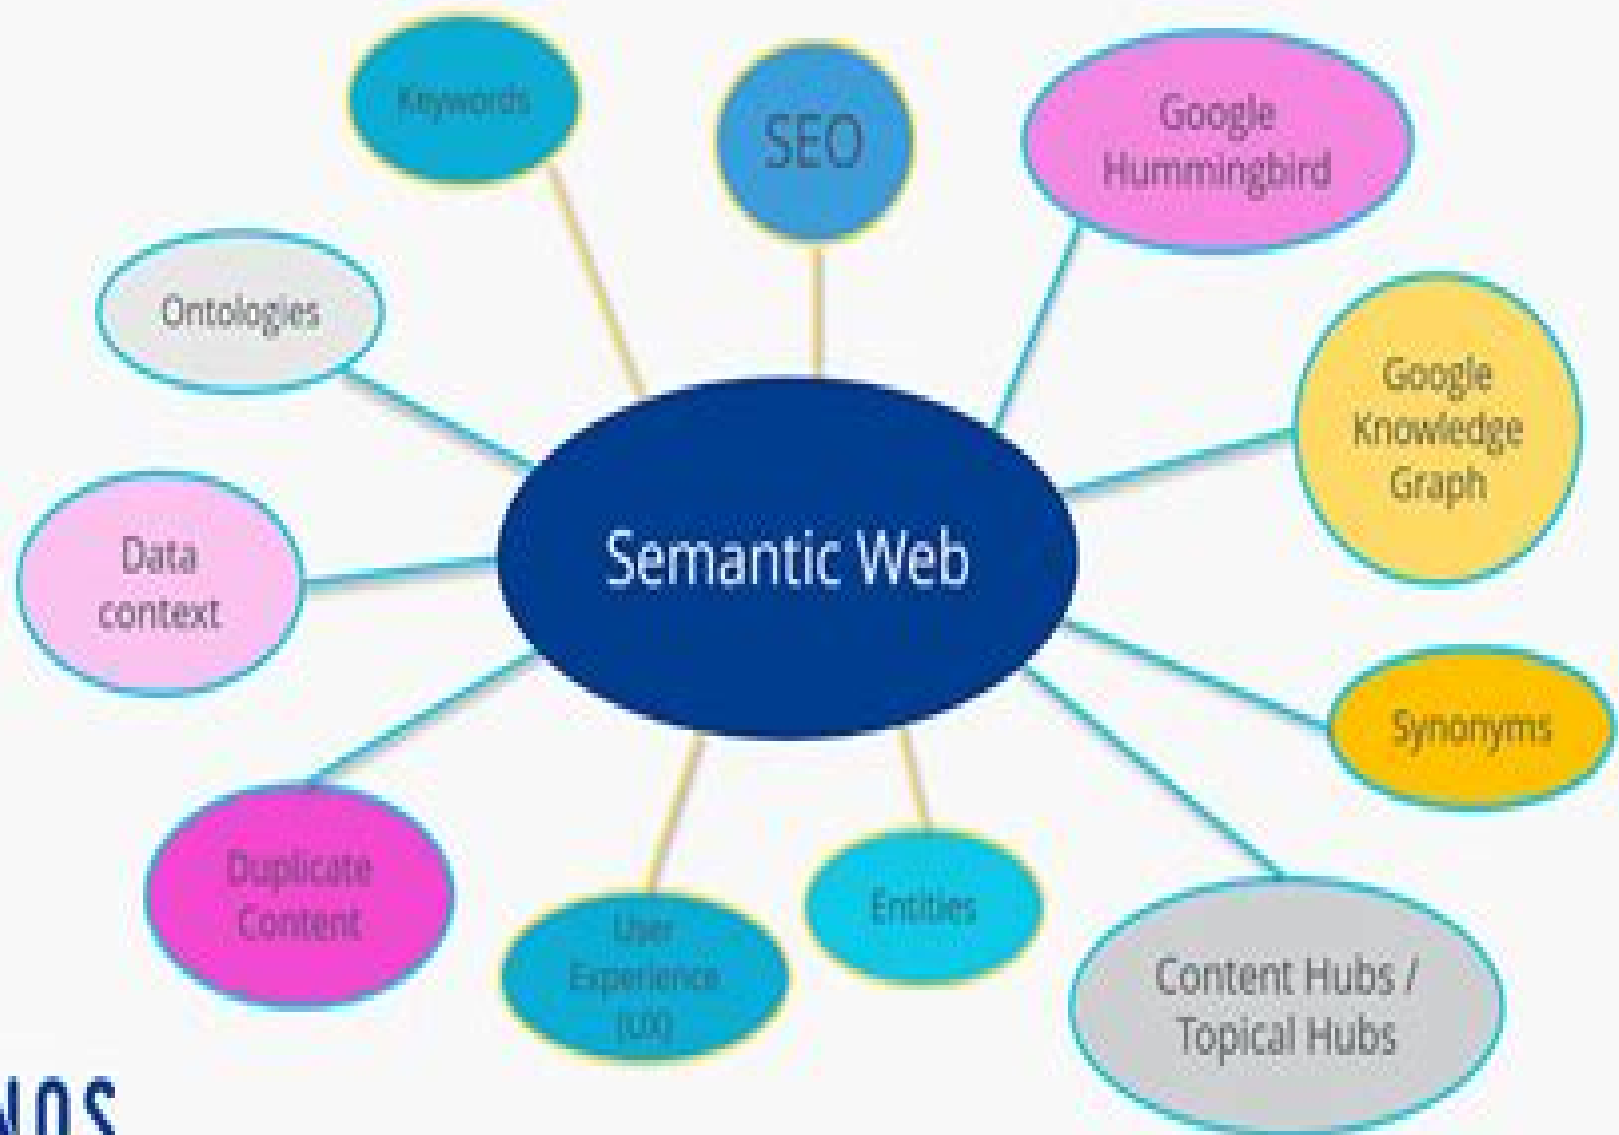 Keywords
SEO
Google
Hummingbird
Ontologies
Google
Knowledge
Graph
Semantic Web
Data
context
Synonyms
Duplicate
Content
User
Experience
(UX)
Entities
Content Hubs /
Topical Hubs
NOS